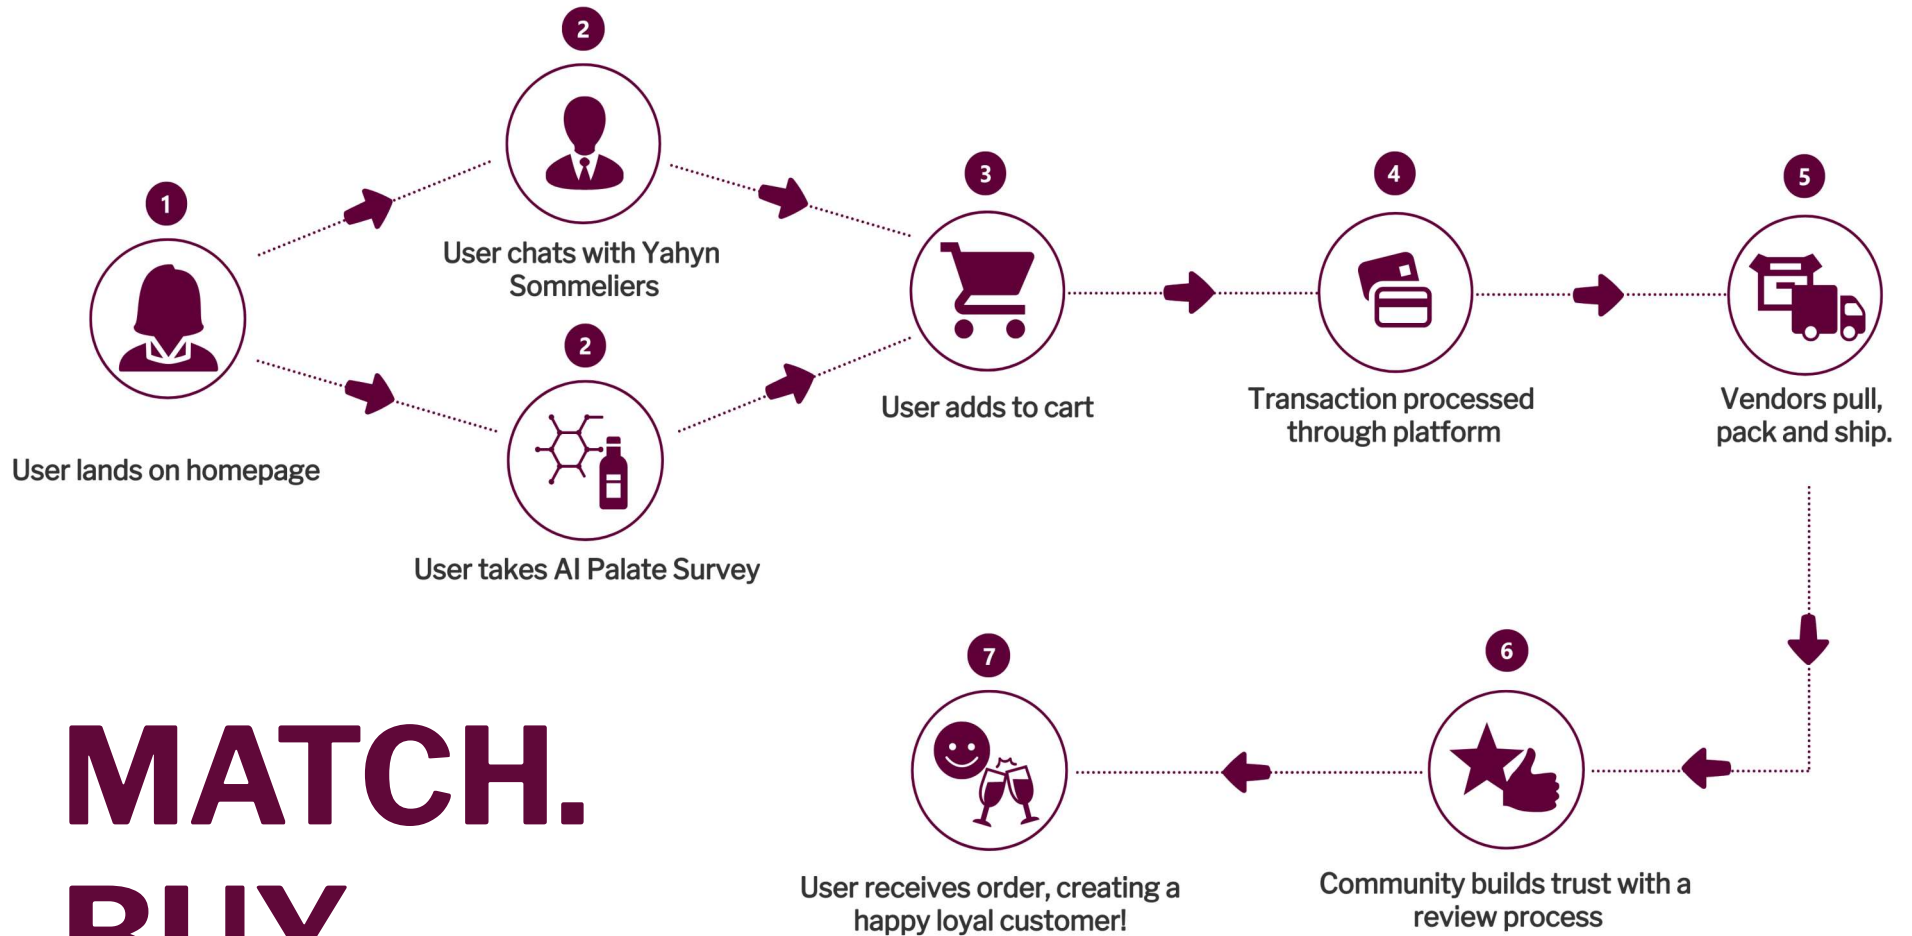 1
User lands on homepage
2
User chats with Yahyn
Sommeliers
2
User takes AI Palate Survey
3
User adds to cart
4
Transaction processed
through platform
5
Vendors pull,
pack and ship.
6
Community builds trust with a
review process
7
User receives order, creating a
happy loyal customer!
MATCH.
BUY